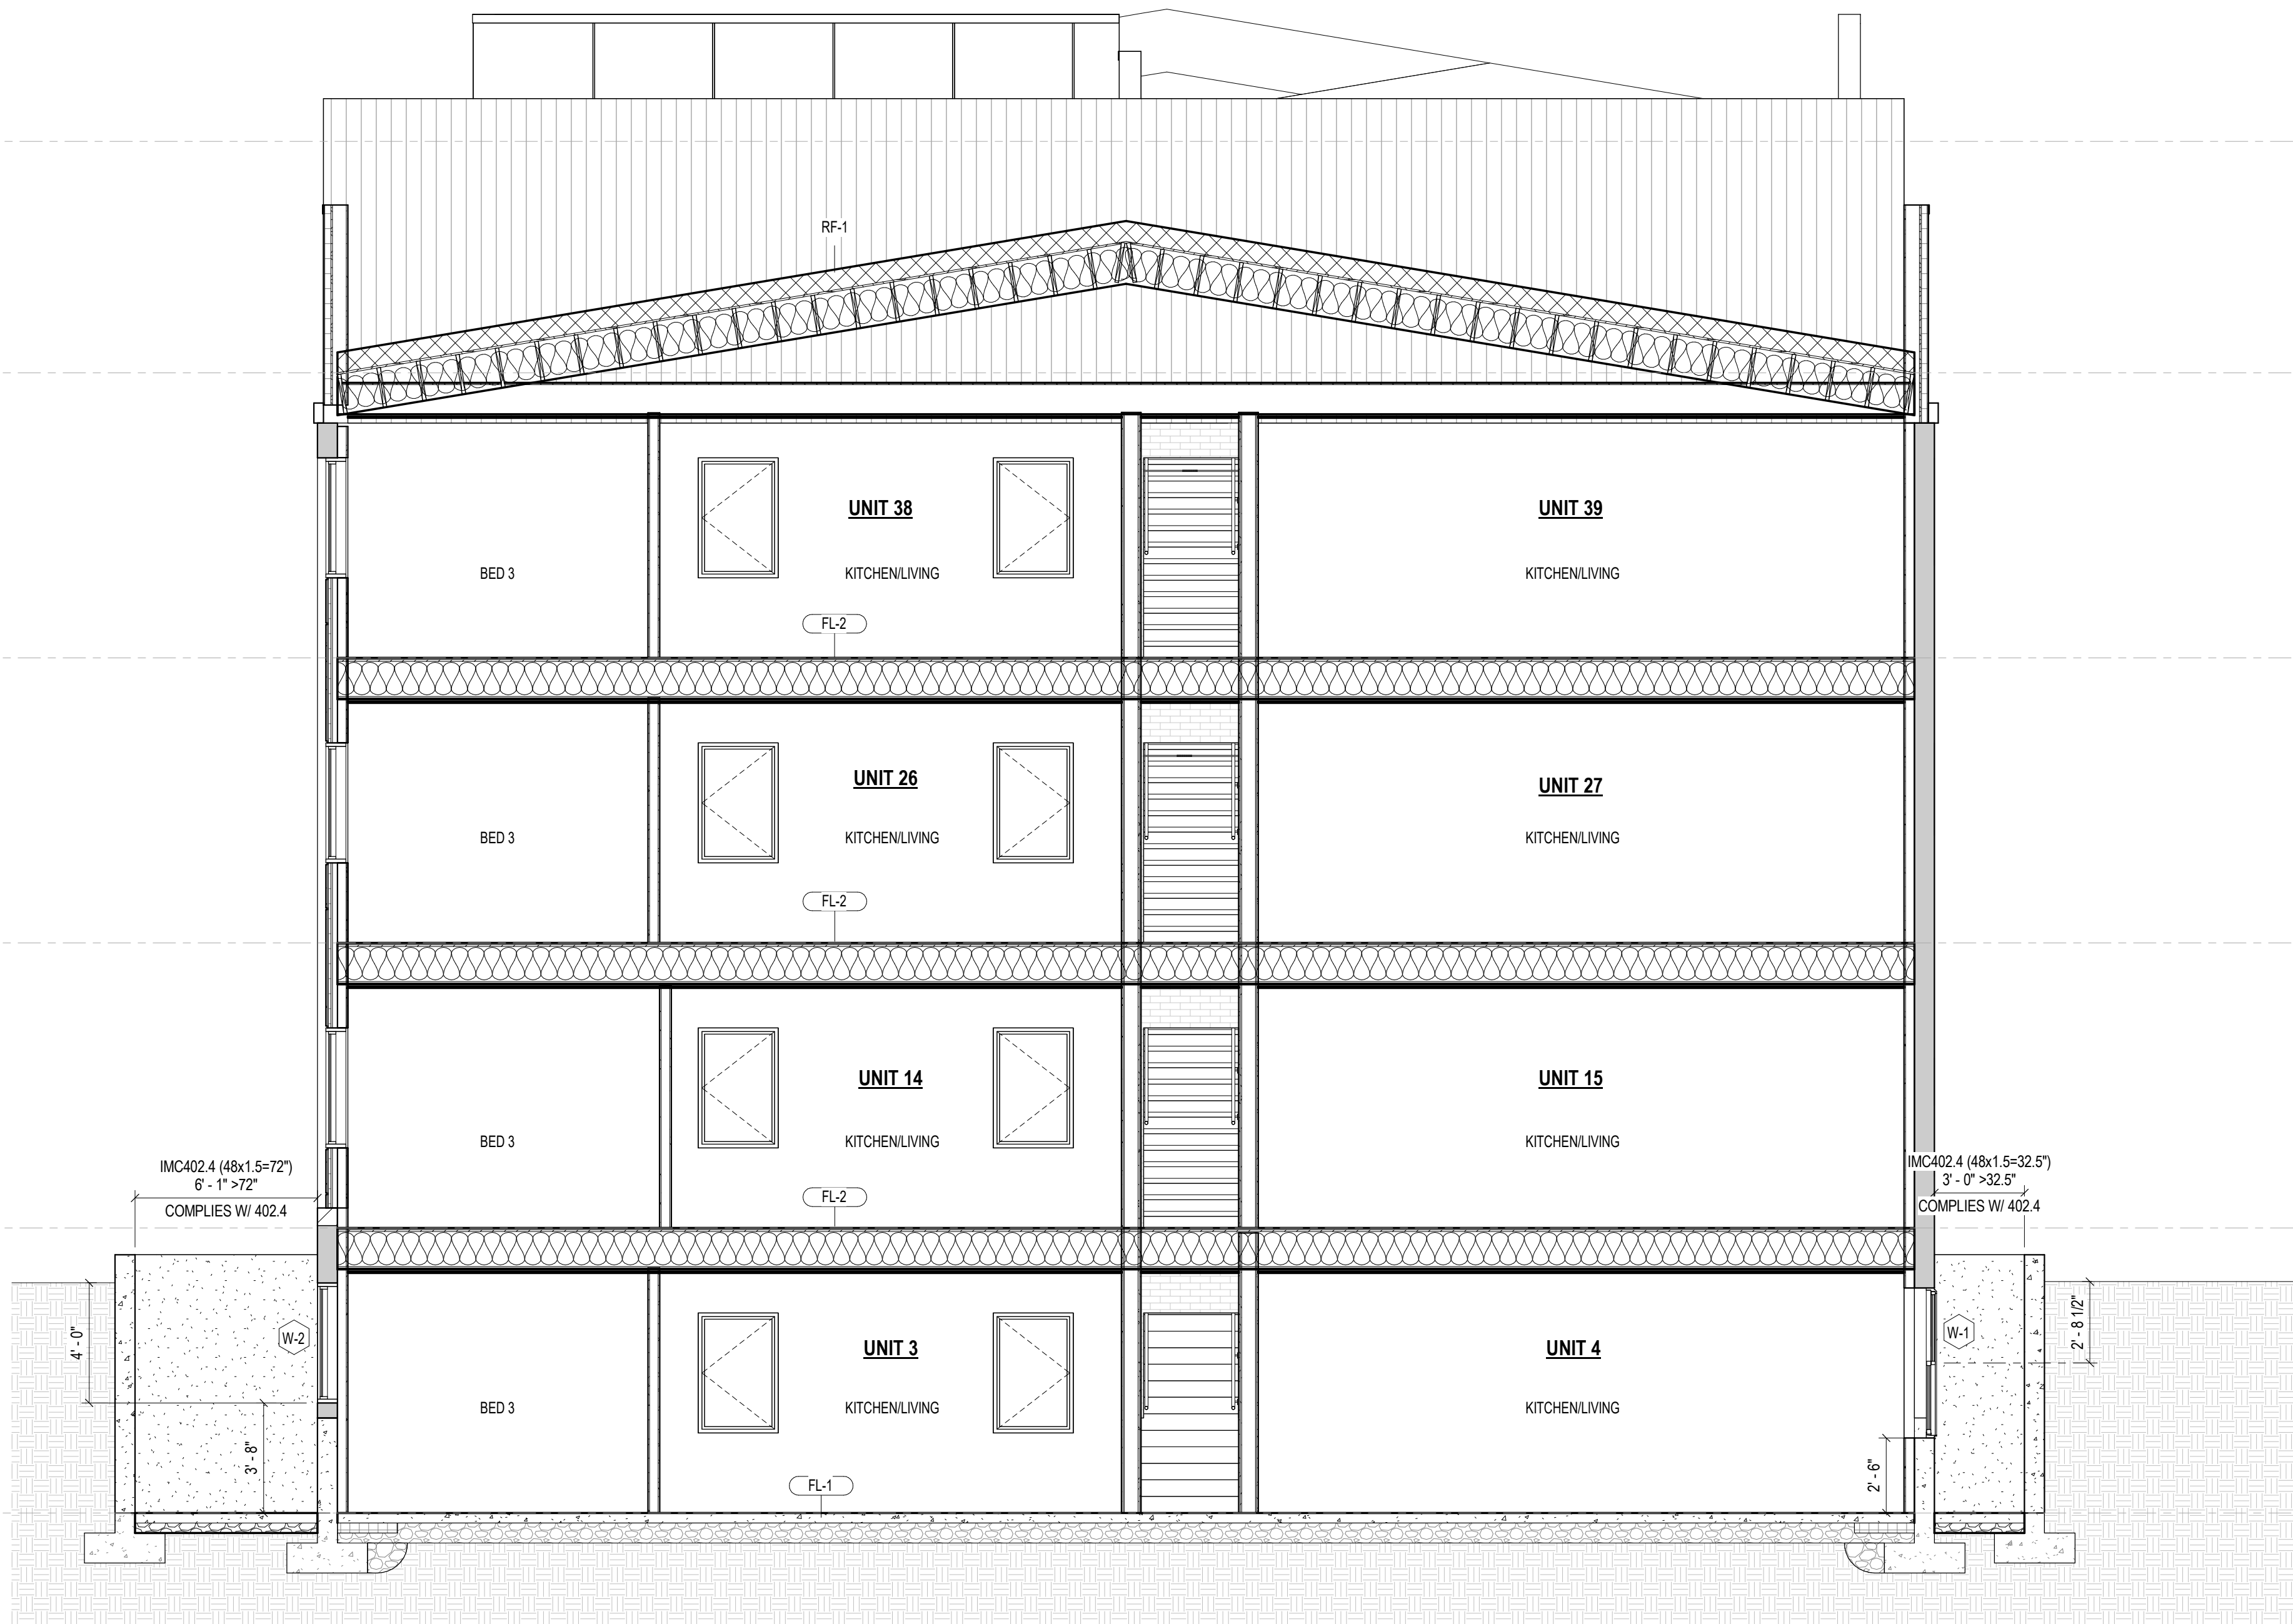 RF-1
UNIT 38
UNIT 39
BED 3
KITCHEN/LIVING
KITCHEN/LIVING
FL-2
UNIT 26
UNIT 27
BED 3
KITCHEN/LIVING
KITCHEN/LIVING
FL-2
UNIT 14
UNIT 15
BED 3
KITCHEN/LIVING
KITCHEN/LIVING
IMC402.4 (48x1.5=72")
6' - 1" >72"
COMPLIES W/ 402.4
FL-2
IMC402.4 (48x1.5=32.5")
3' - 0" >32.5"
COMPLIES W/ 402.4
4' - 0"
W-2
UNIT 3
UNIT 4
W-1
2' - 8 1/2"
BED 3
KITCHEN/LIVING
KITCHEN/LIVING
3' - 8"
FL-1
2' - 6"